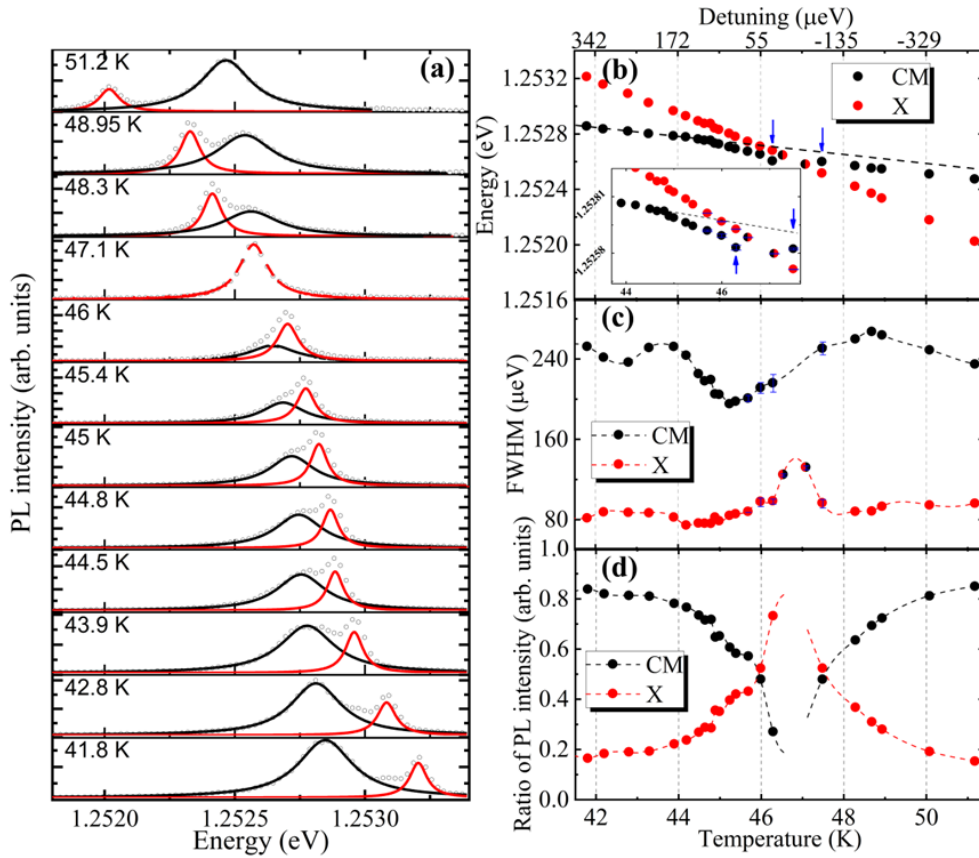 (a)
51.2 K
48.95 K
48.3 K
47.1 K
46 K
45.4 K
45 K
44.8 K
44.5 K
43.9 K
42.8 K
41.8 K
PL intensity (arb. units)
1.2520 1.2525 1.2530
Energy (eV)
Detuning (μeV)
342 172 55 -135 -329
(b)
CM
X
1.2532
1.2528
1.2524
1.2520
1.2516
Energy (eV)
1.25281
1.25258
44 46
(c)
CM
X
240
160
80
FWHM (μeV)
(d)
CM
X
1.0
0.8
0.6
0.4
0.2
0.0
Ratio of PL intensity (arb. units)
42 44 46 48 50
Temperature (K)